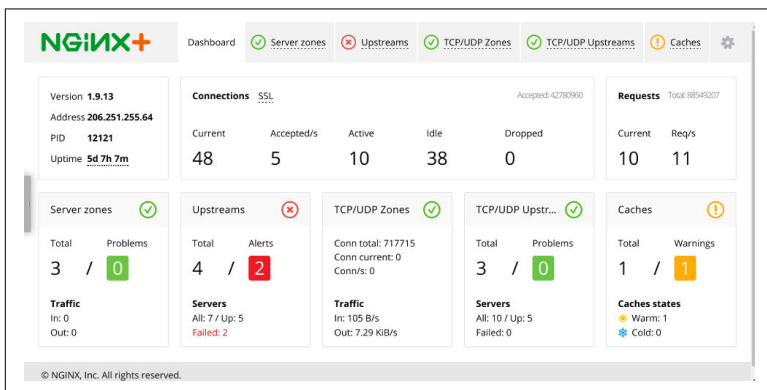 NGINX+
Dashboard Server zones Upstreams TCP/UDP Zones TCP/UDP Upstreams Caches
Version 1.9.13
Address 206.251.255.64
PID 12121
Uptime 5d 7h 7m
Connections SSL Accepted: 42780960
Current Accepted/s Active Idle Dropped
48 5 10 38 0
Requests Total: 88549207
Current Req/s
10 11
Server zones
Total Problems
3 / 0
Traffic
In: 0
Out: 0
Upstreams
Total Alerts
4 / 2
Servers
All: 7 / Up: 5
Failed: 2
TCP/UDP Zones
Conn total: 717715
Conn current: 0
Conn/s: 0
Traffic
In: 105 B/s
Out: 7.29 KiB/s
TCP/UDP Upstr...
Total Problems
3 / 0
Servers
All: 10 / Up: 5
Failed: 0
Caches
Total Warnings
1 / 1
Caches states
Warm: 1
Cold: 0
© NGINX, Inc. All rights reserved.